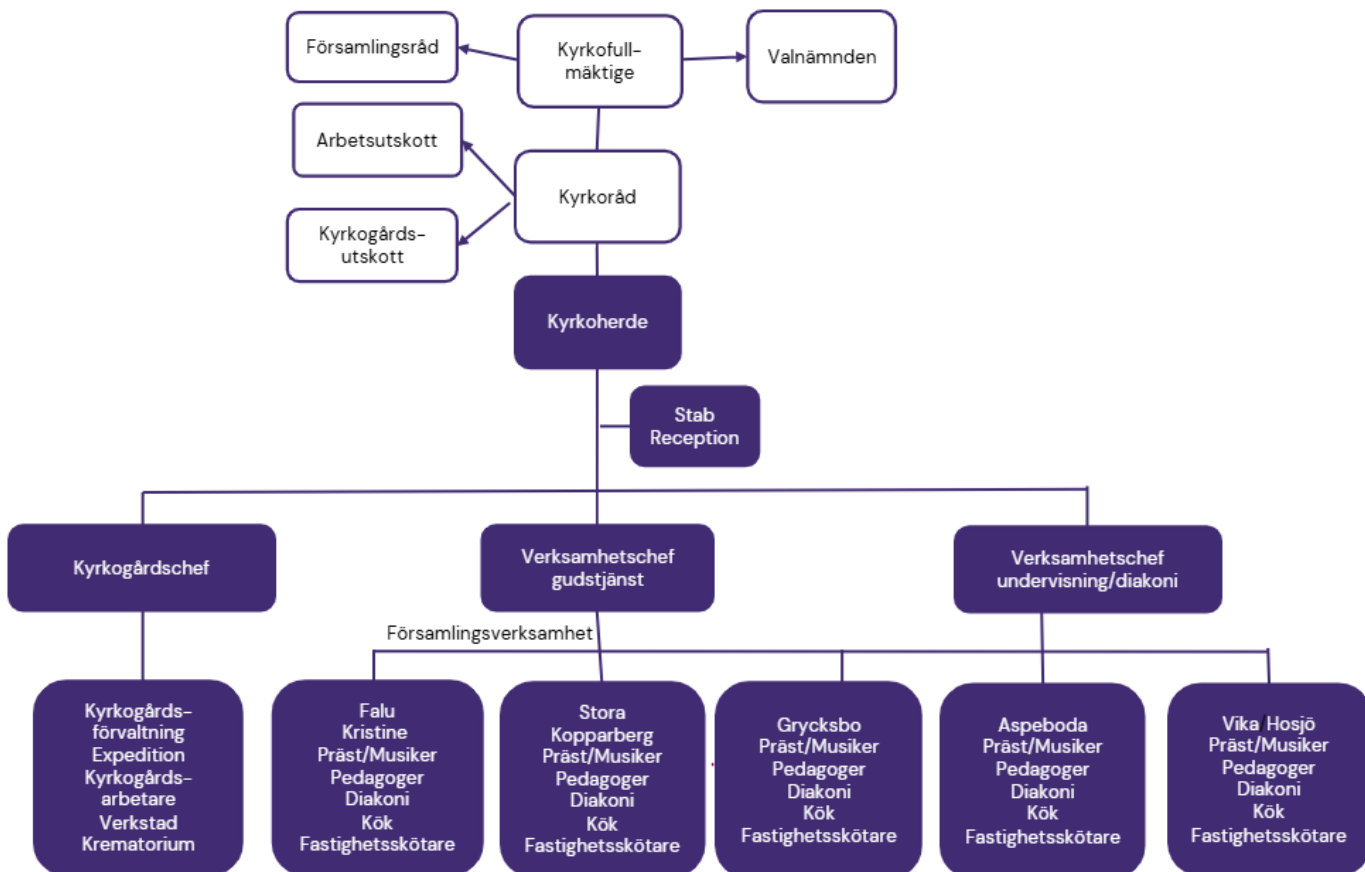 Församlingsråd
Kyrkofull-
mäktige
Valnämnden
Arbetsutskott
Kyrkoråd
Kyrkogårds-
utskott
Kyrkoherde
Stab
Reception
Kyrkogårdschef
Verksamhetschef
gudstjänst
Verksamhetschef
undervisning/diakoni
Församlingsverksamhet
Kyrkogårds-
förvaltning
Expedition
Kyrkogårds-
arbetare
Verkstad
Krematorium
Falu
Kristine
Präst/Musiker
Pedagoger
Diakoni
Kök
Fastighetsskötare
Stora
Kopparberg
Präst/Musiker
Pedagoger
Diakoni
Kök
Fastighetsskötare
Grycksbo
Präst/Musiker
Pedagoger
Diakoni
Kök
Fastighetsskötare
Aspeboda
Präst/Musiker
Pedagoger
Diakoni
Kök
Fastighetsskötare
Vika/Hosjö
Präst/Musiker
Pedagoger
Diakoni
Kök
Fastighetsskötare